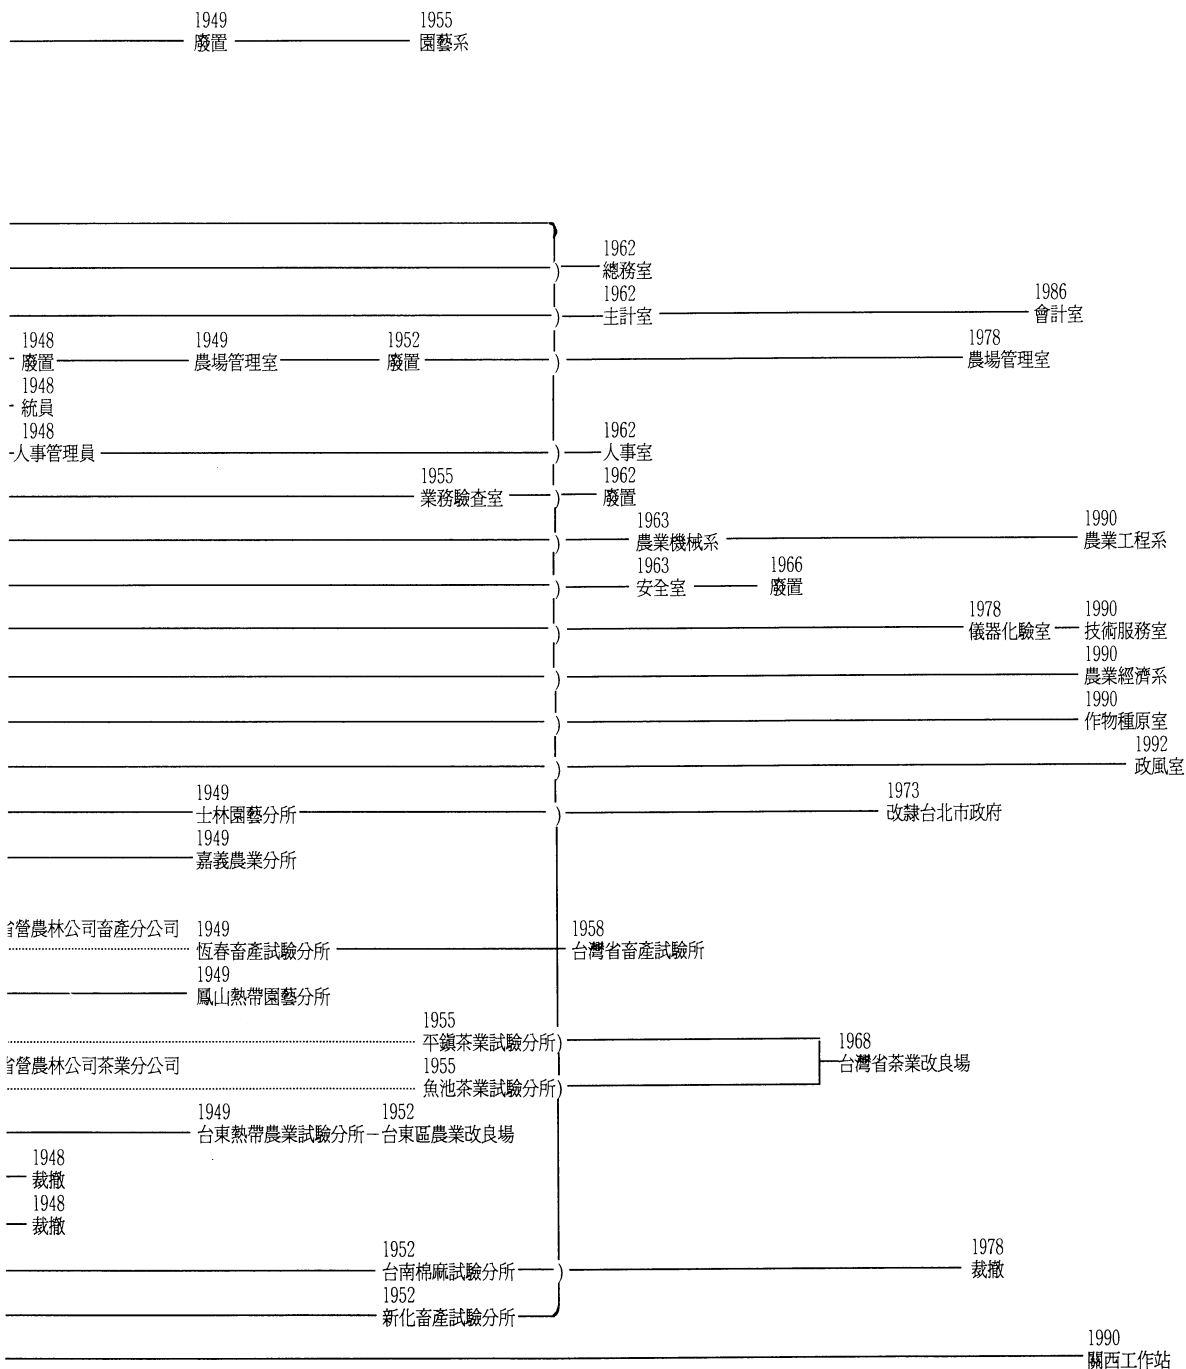 1949 1955
廢置 園藝系
1962
總務室
1962 1986
主計室 會計室
1948 1949 1952 1978
廢置 農場管理室 廢置 農場管理室
1948
統員
1948 1962
人事管理員 人事室
1955 1962
業務驗查室 廢置
1963 1990
農業機械系 農業工程系
1963 1966
安全室 廢置
1978 1990
儀器化驗室 技術服務室
1990
農業經濟系
1990
作物種原室
1992
政風室
1949 1973
士林園藝分所 改隸台北市政府
1949
嘉義農業分所
省營農林公司畜產分公司 1949 1958
恆春畜產試驗分所 台灣省畜產試驗所
1949
鳳山熱帶園藝分所
1955
平鎮茶業試驗分所 1968
省營農林公司茶業分公司 1955 台灣省茶業改良場
魚池茶業試驗分所
1949 1952
台東熱帶農業試驗分所 台東區農業改良場
1948
裁撤
1948
裁撤
1952 1978
台南棉麻試驗分所 裁撤
1952
新化畜產試驗分所
1990
關西工作站